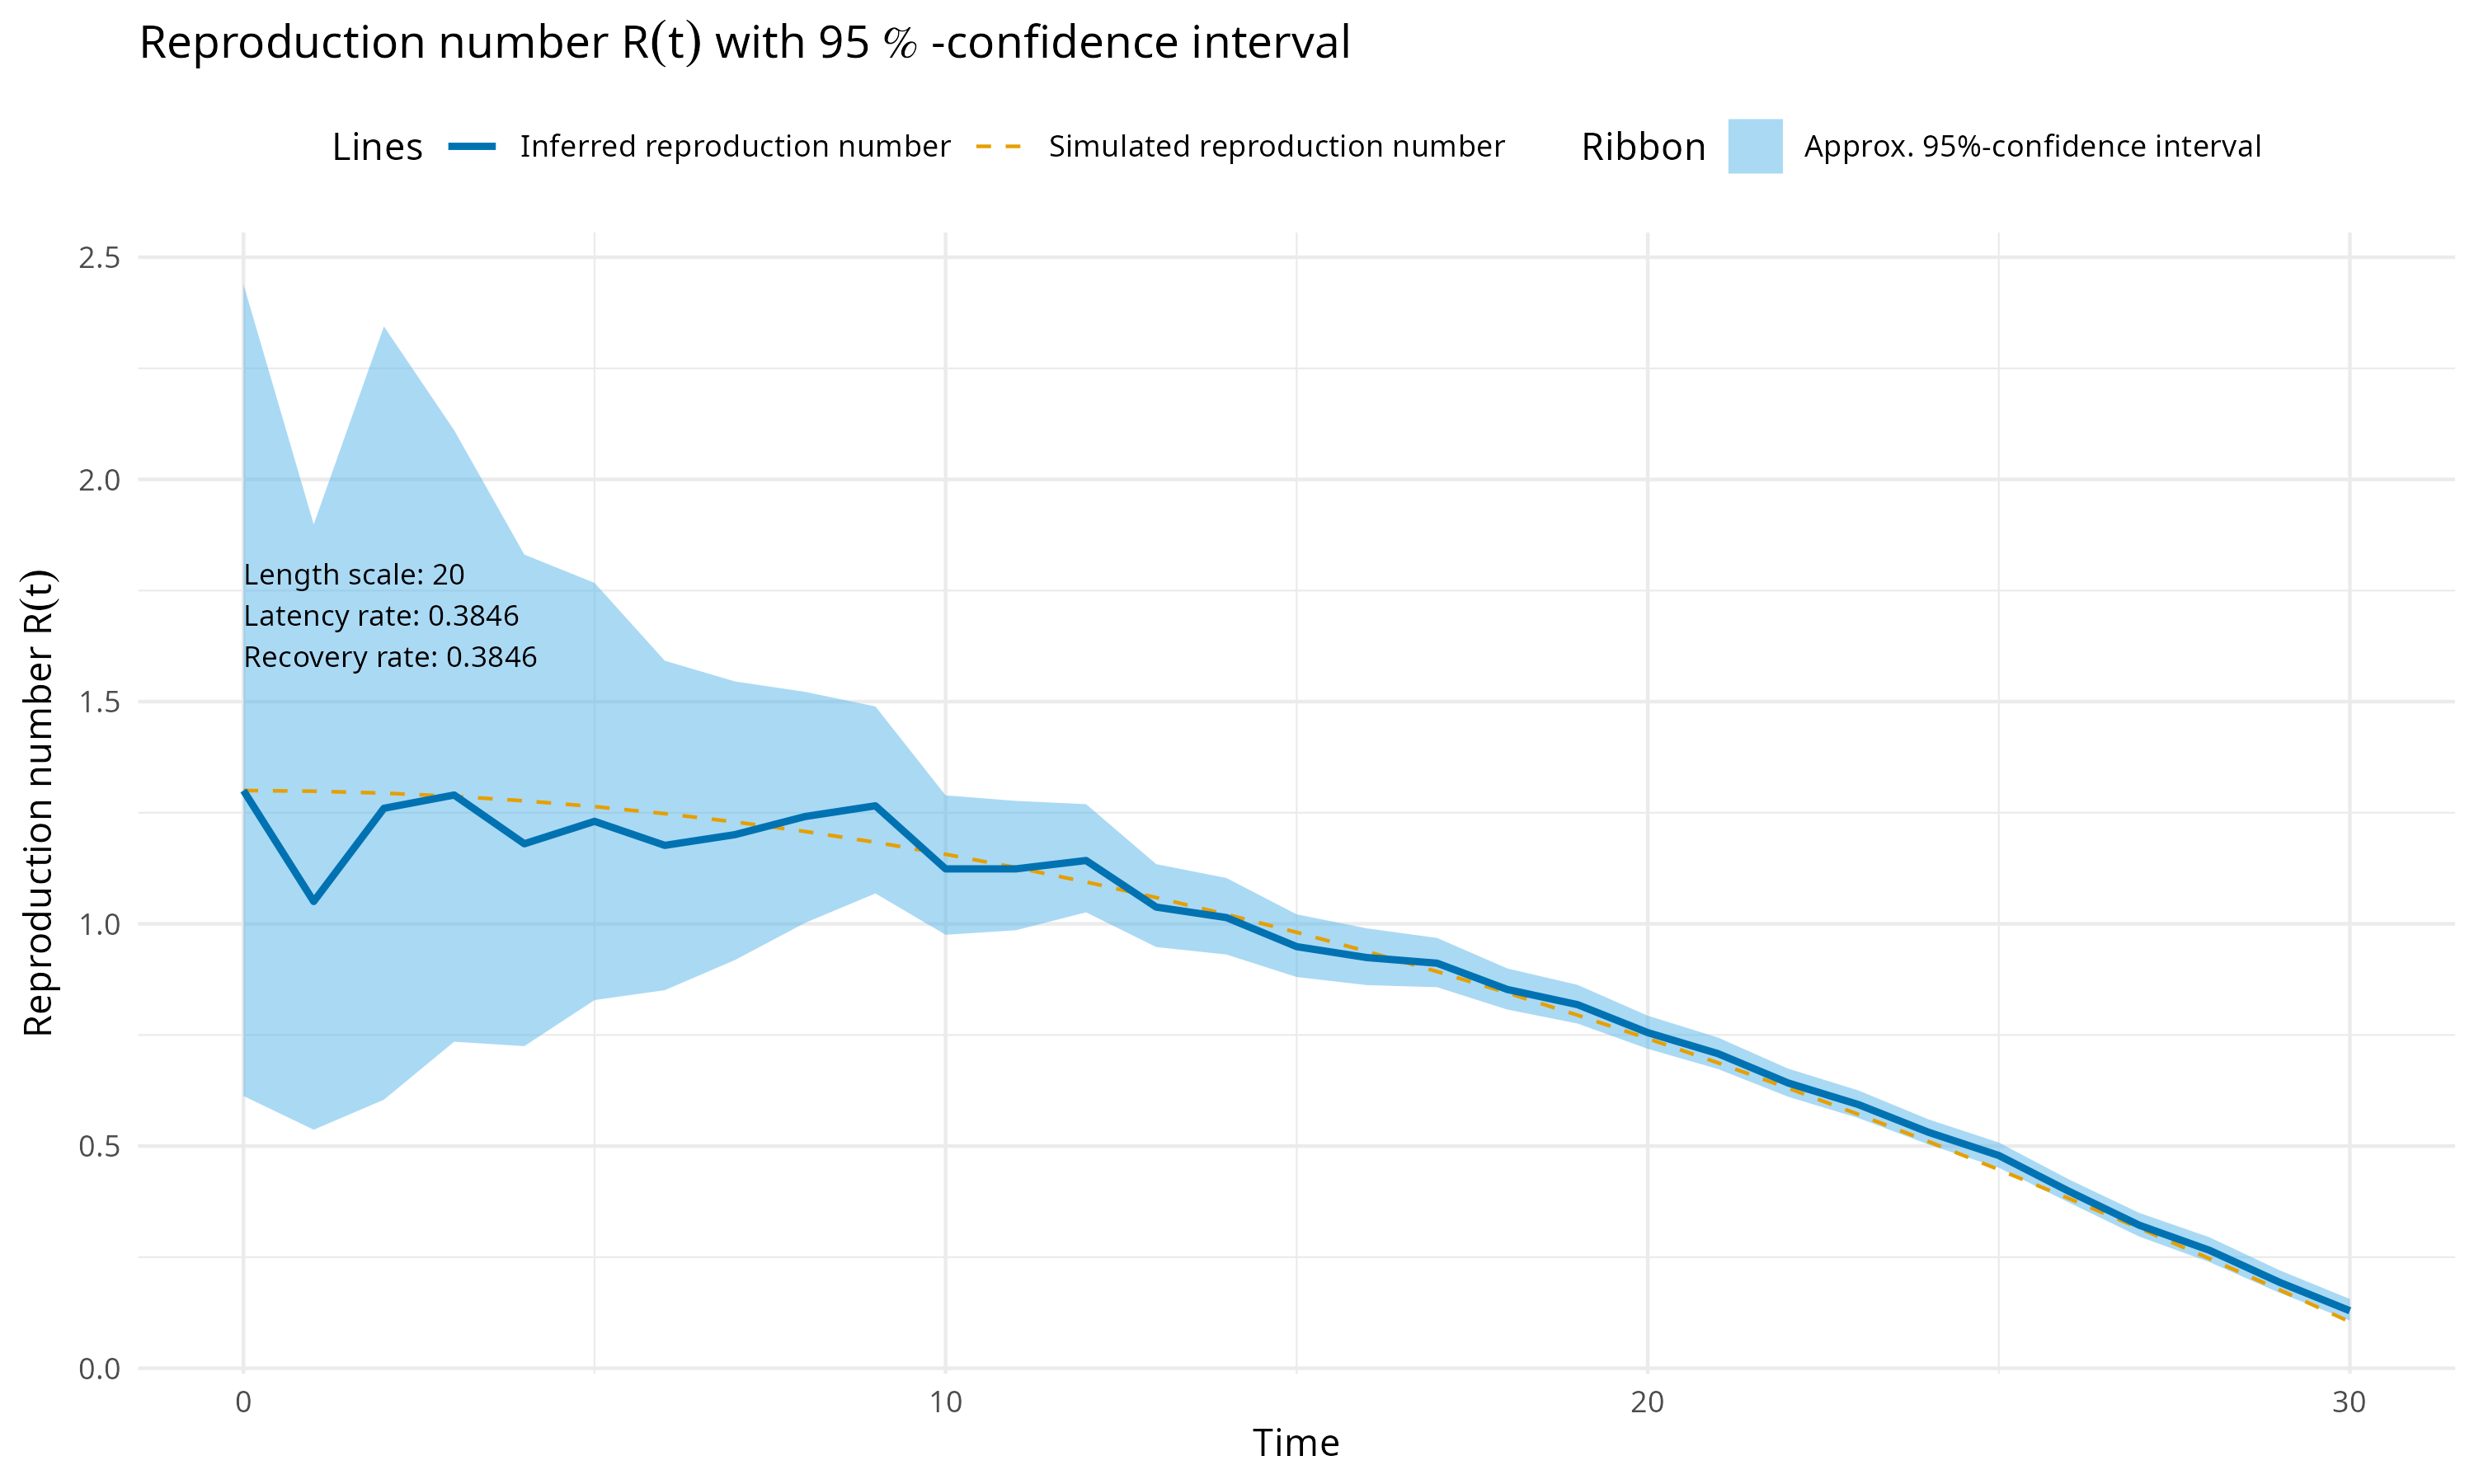 Reproduction number R(t) with 95 % -confidence interval
Lines Inferred reproduction number Simulated reproduction number Ribbon Approx. 95%-confidence interval
2.5
2.0
1.5
1.0
0.5
0.0
Reproduction number R(t)
Length scale: 20
Latency rate: 0.3846
Recovery rate: 0.3846
0 10 20 30
Time